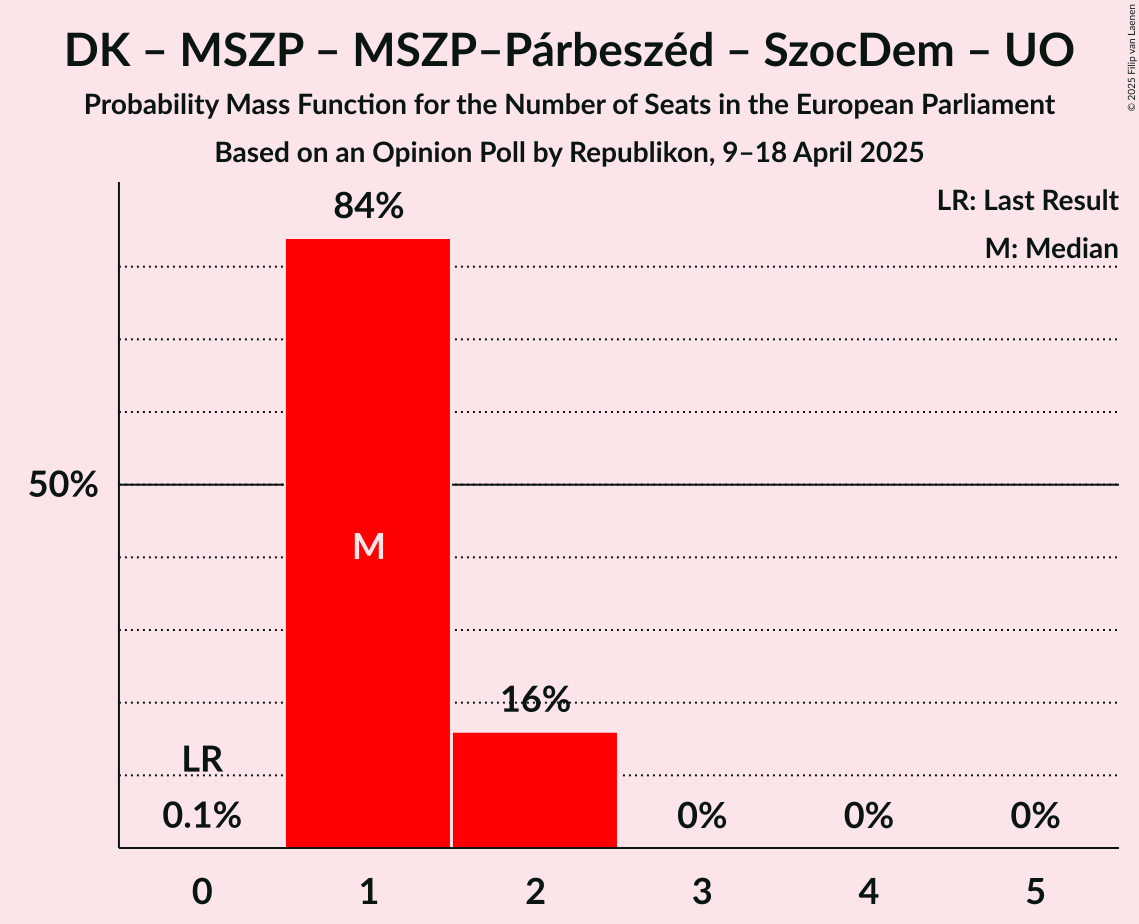 DK – MSZP – MSZP–Párbeszéd – SzocDem – UO
Probability Mass Function for the Number of Seats in the European Parliament
Based on an Opinion Poll by Republikon, 9–18 April 2025
© 2025 Filip van Laenen
LR: Last Result
M: Median
84%
50%
M
16%
LR
0.1%
0%
0%
0%
0
1
2
3
4
5